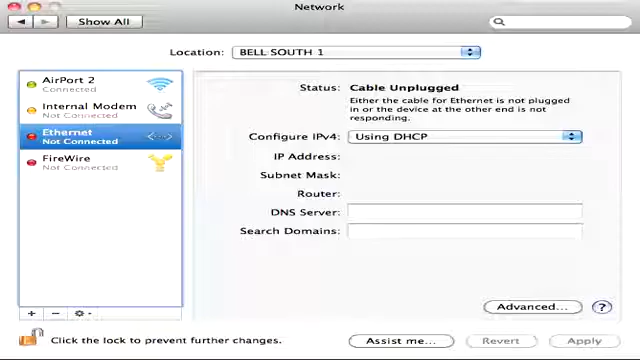 Network
Show All
Location: BELL SOUTH 1
AirPort 2
Connected
Internal Modem
Not Connected
Ethernet
Not Connected
FireWire
Not Connected
Status: Cable Unplugged
Either the cable for Ethernet is not plugged
in or the device at the other end is not
responding.
Configure IPv4: Using DHCP
IP Address:
Subnet Mask:
Router:
DNS Server:
Search Domains:
Advanced... ?
Click the lock to prevent further changes.
Assist me... Revert Apply